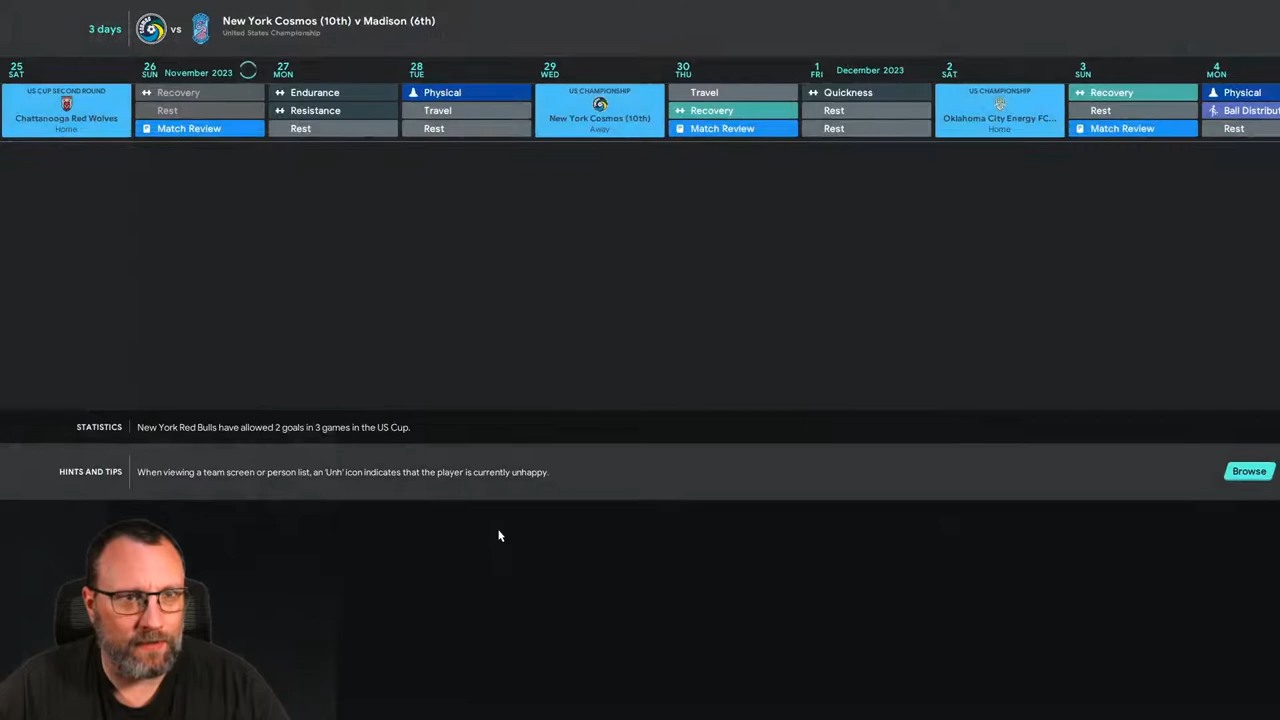 3 days
vs
New York Cosmos (10th) v Madison (6th)
United States Championship
25 SAT
26 SUN
November 2023
27 MON
28 TUE
29 WED
30 THU
1 FRI
December 2023
2 SAT
3 SUN
4 MON
US CUP SECOND ROUND
Chattanooga Red Wolves
Home
Recovery
Rest
Match Review
Endurance
Resistance
Rest
Physical
Travel
Rest
US CHAMPIONSHIP
New York Cosmos (10th)
Away
Travel
Recovery
Match Review
Quickness
Rest
Rest
US CHAMPIONSHIP
Oklahoma City Energy FC...
Home
Recovery
Rest
Match Review
Physical
Ball Distribut
Rest
STATISTICS
New York Red Bulls have allowed 2 goals in 3 games in the US Cup.
HINTS AND TIPS
When viewing a team screen or person list, an 'Unh' icon indicates that the player is currently unhappy.
Browse